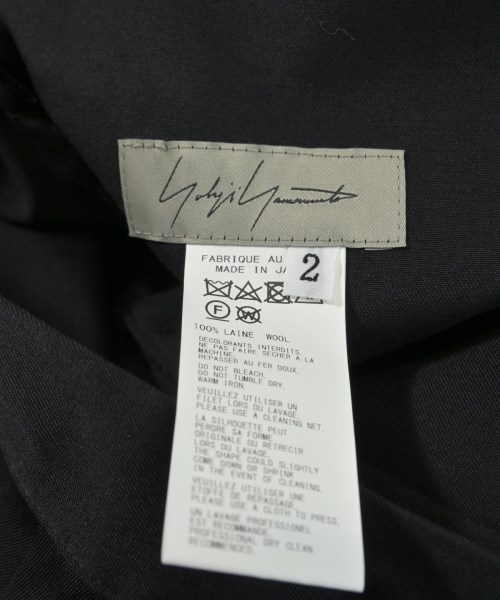 Yohji Yamamoto
2
FABRIQUE AU
MADE IN JA
F W
100% LAINE WOOL
DECOLORANTS INTERDITS.
NE PAS FAIRE SECHER A LA
MACHINE.
REPASSER AU FER DOUX.
DO NOT BLEACH.
DO NOT TUMBLE DRY.
WARM IRON.
VEUILLEZ UTILISER UN
FILET LORS DU LAVAGE.
PLEASE USE A CLEANING NET.
LA SILHOUETTE PEUT
PERDRE SA FORME
ORIGINALE OU RETRECIR
LORS DU LAVAGE.
THE SHAPE COULD SLIGHTLY
COME DOWN OR SHRINK
IN THE EVENT OF CLEANING.
VEUILLEZ UTILISER UNE
ETOFFE DE REPASSAGE.
PLEASE USE A CLOTH TO PRESS.
UN LAVAGE PROFESSIONEL
EST RECOMMANDE.
PROFESSIONAL DRY CLEAN
RECOMMENDED.